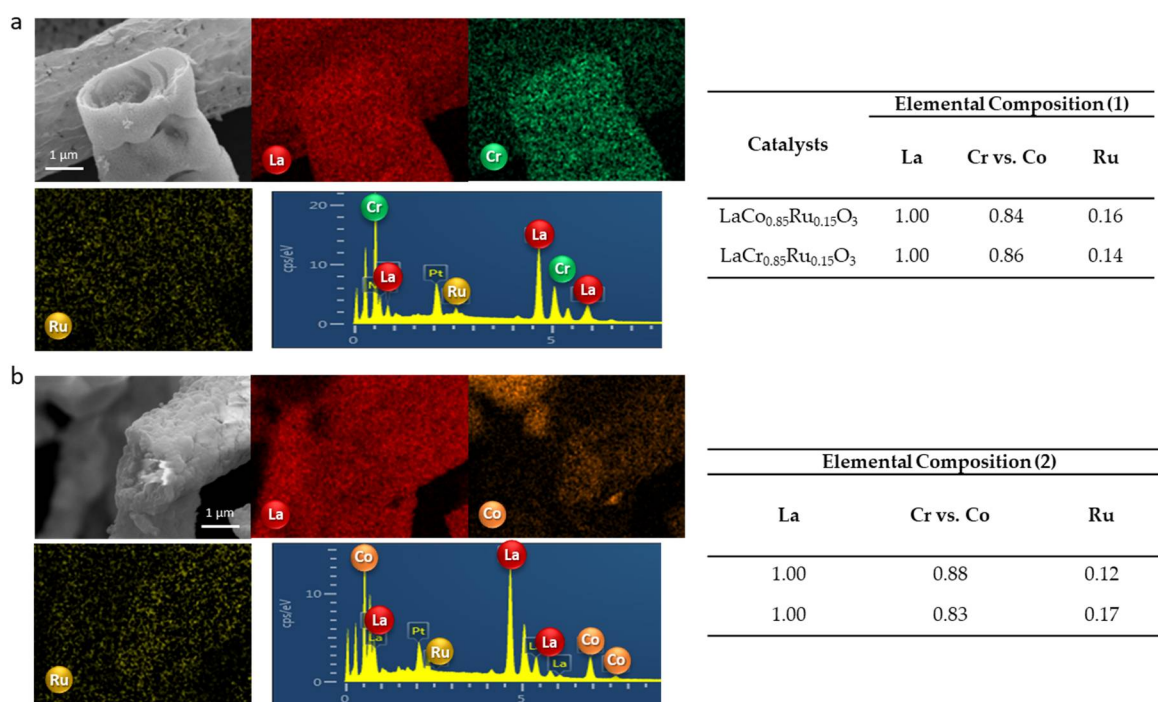 a
1 μm
La
Cr
Ru
20
10
0
cps/eV
Cr
La
Pt
Ru
La
Cr
La
0
5
Elemental Composition (1)
Catalysts
La
Cr vs. Co
Ru
LaCo0.85Ru0.15O3 1.00 0.84 0.16
LaCr0.85Ru0.15O3 1.00 0.86 0.14
b
1 μm
La
Co
Ru
10
0
cps/eV
Co
La
La
Pt
Ru
La
La
La
Co
Co
0
5
Elemental Composition (2)
La Cr vs. Co Ru
1.00 0.88 0.12
1.00 0.83 0.17